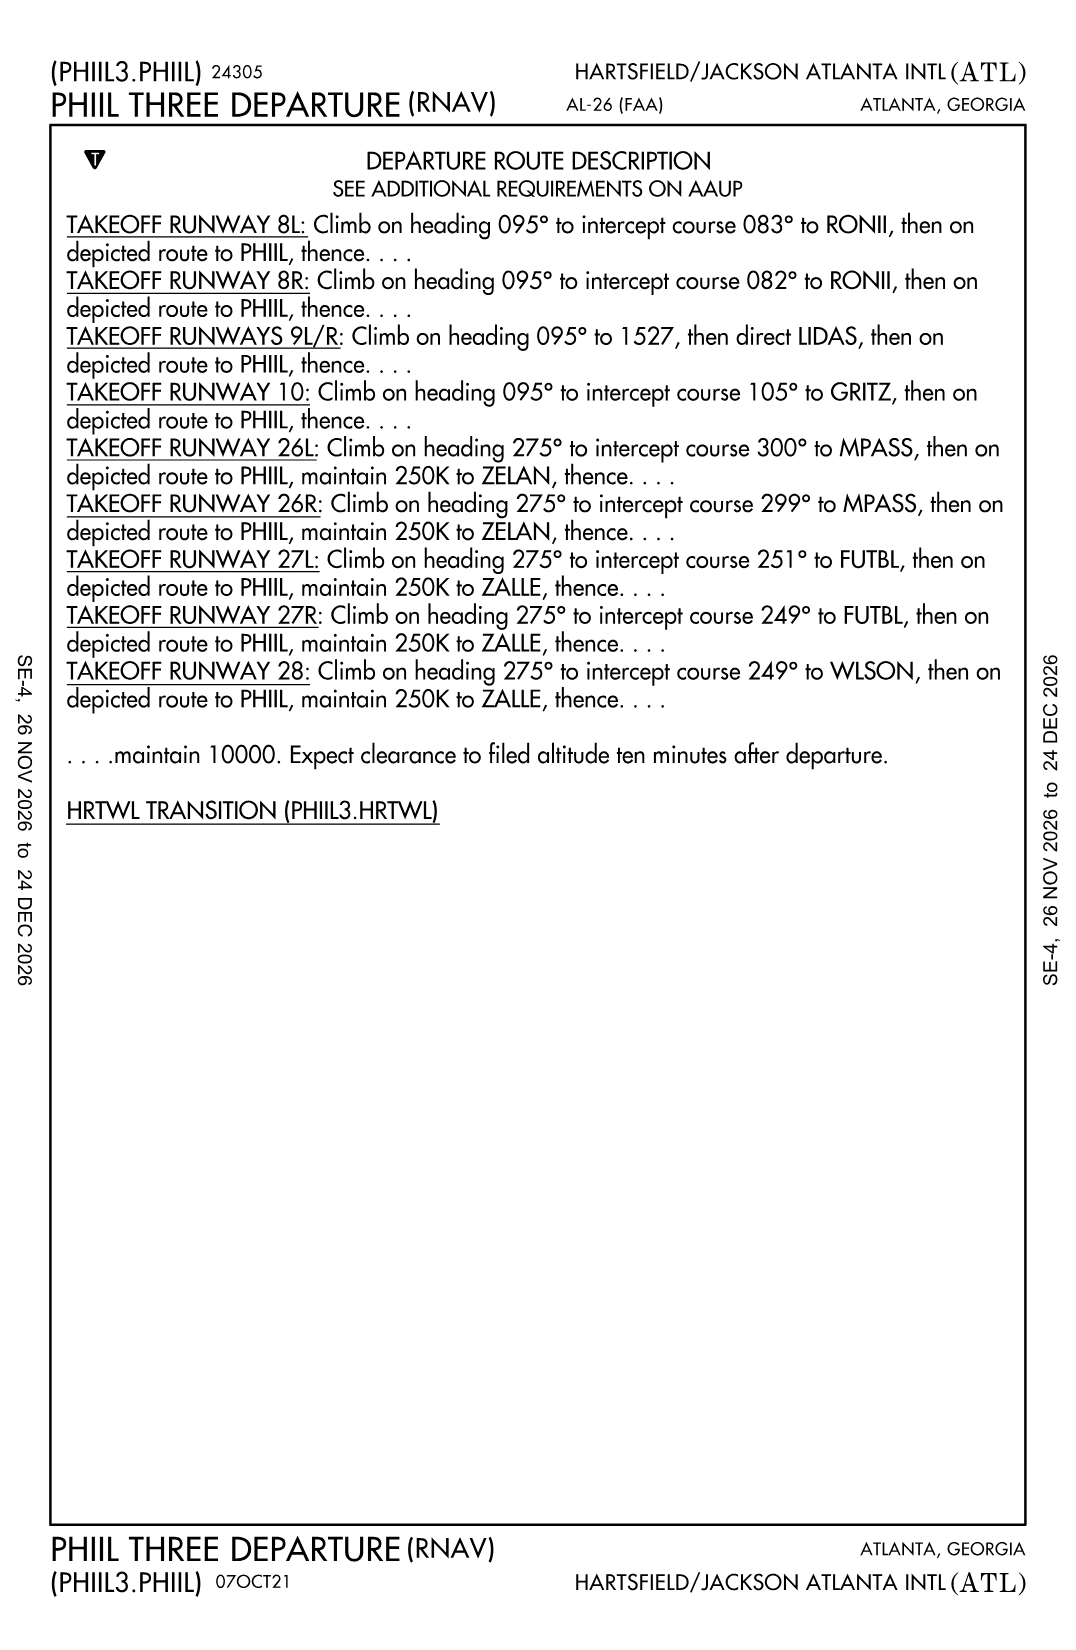 (PHIIL3.PHIIL) 24305 HARTSFIELD/JACKSON ATLANTA INTL (ATL)
PHIIL THREE DEPARTURE (RNAV) AL-26 (FAA) ATLANTA, GEORGIA
T DEPARTURE ROUTE DESCRIPTION
SEE ADDITIONAL REQUIREMENTS ON AAUP
TAKEOFF RUNWAY 8L: Climb on heading 095° to intercept course 083° to RONII, then on
depicted route to PHIIL, thence. . . .
TAKEOFF RUNWAY 8R: Climb on heading 095° to intercept course 082° to RONII, then on
depicted route to PHIIL, thence. . . .
TAKEOFF RUNWAYS 9L/R: Climb on heading 095° to 1527, then direct LIDAS, then on
depicted route to PHIIL, thence. . . .
TAKEOFF RUNWAY 10: Climb on heading 095° to intercept course 105° to GRITZ, then on
depicted route to PHIIL, thence. . . .
TAKEOFF RUNWAY 26L: Climb on heading 275° to intercept course 300° to MPASS, then on
depicted route to PHIIL, maintain 250K to ZELAN, thence. . . .
TAKEOFF RUNWAY 26R: Climb on heading 275° to intercept course 299° to MPASS, then on
depicted route to PHIIL, maintain 250K to ZELAN, thence. . . .
TAKEOFF RUNWAY 27L: Climb on heading 275° to intercept course 251° to FUTBL, then on
depicted route to PHIIL, maintain 250K to ZALLE, thence. . . .
TAKEOFF RUNWAY 27R: Climb on heading 275° to intercept course 249° to FUTBL, then on
depicted route to PHIIL, maintain 250K to ZALLE, thence. . . .
TAKEOFF RUNWAY 28: Climb on heading 275° to intercept course 249° to WLSON, then on
depicted route to PHIIL, maintain 250K to ZALLE, thence. . . .
. . . .maintain 10000. Expect clearance to filed altitude ten minutes after departure.
HRTWL TRANSITION (PHIIL3.HRTWL)
SE-4, 26 NOV 2026 to 24 DEC 2026
SE-4, 26 NOV 2026 to 24 DEC 2026
PHIIL THREE DEPARTURE (RNAV) ATLANTA, GEORGIA
(PHIIL3.PHIIL) 07OCT21 HARTSFIELD/JACKSON ATLANTA INTL (ATL)